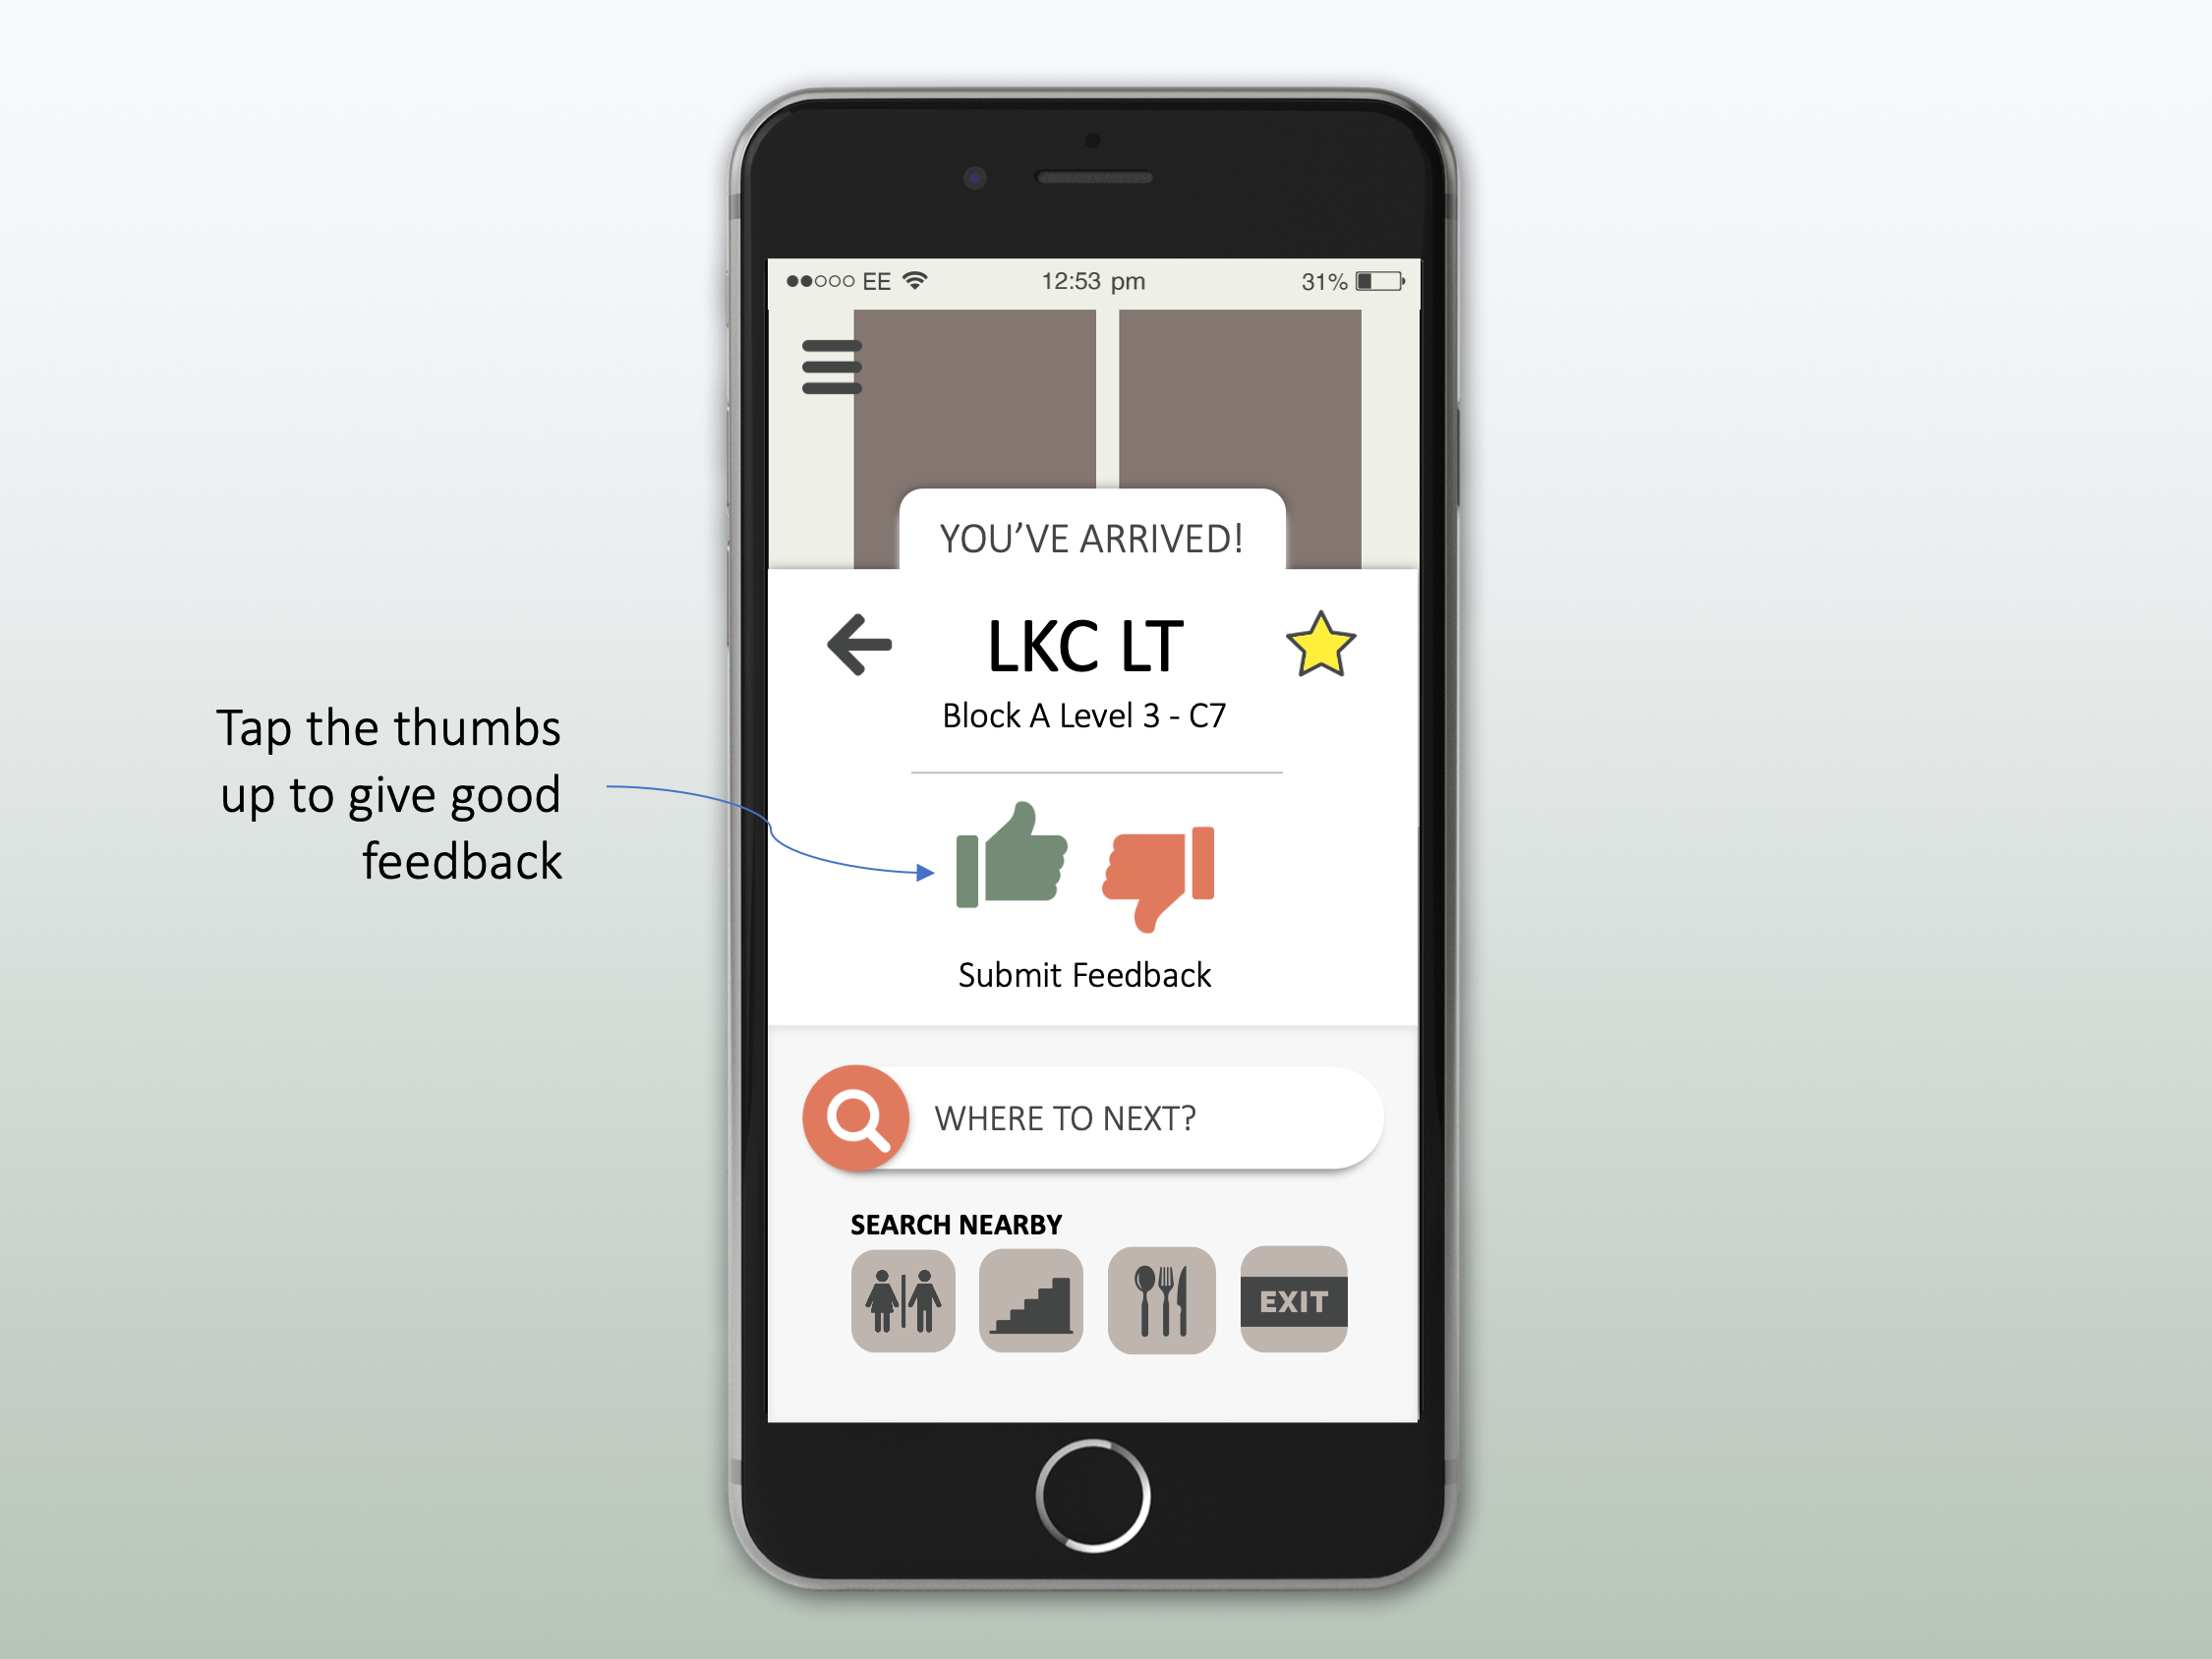 EE
12:53 pm
31%
YOU’VE ARRIVED!
LKC LT
Block A Level 3 - C7
Tap the thumbs
up to give good
feedback
Submit Feedback
WHERE TO NEXT?
SEARCH NEARBY
EXIT